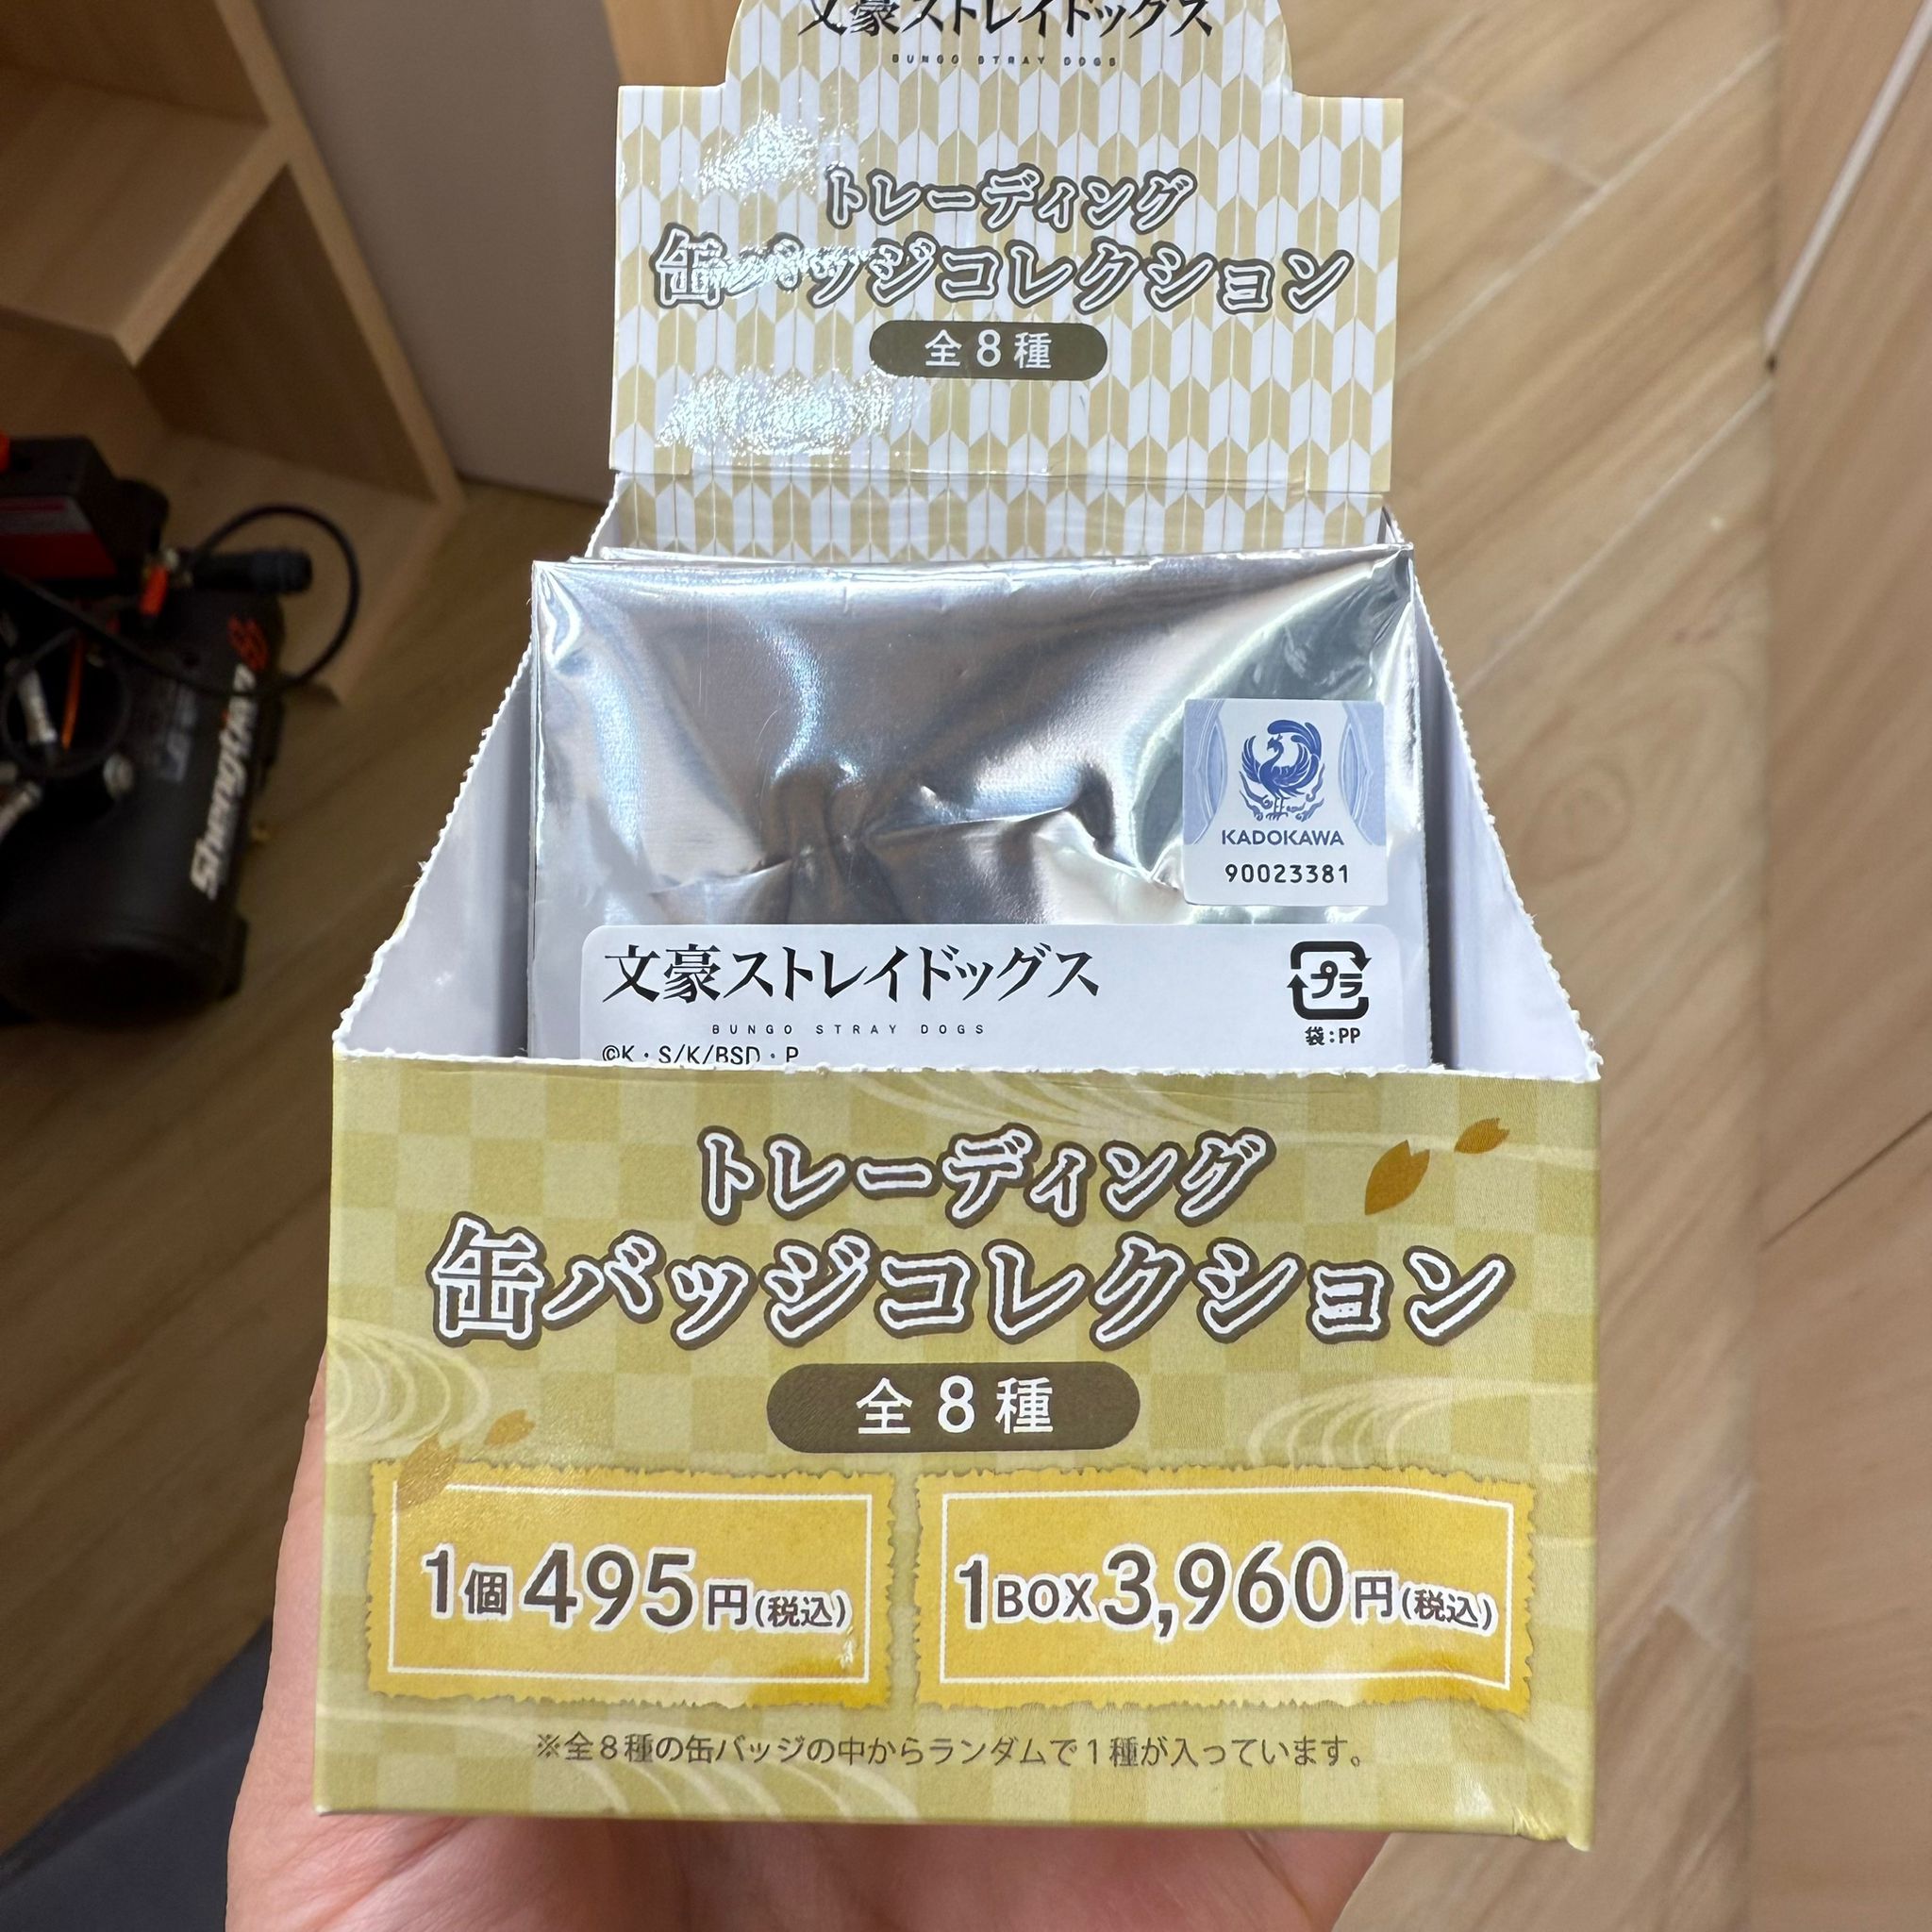 文豪ストレイドッグス
BUNGO STRAY DOGS
トレーディング
缶バッジコレクション
全8種
KADOKAWA
90023381
文豪ストレイドッグス
BUNGO STRAY DOGS
プラ
袋:PP
©K・S/K/BSD・P
トレーディング
缶バッジコレクション
全8種
1個495円(税込)
1BOX3,960円(税込)
※全8種の缶バッジの中からランダムで1種が入っています。